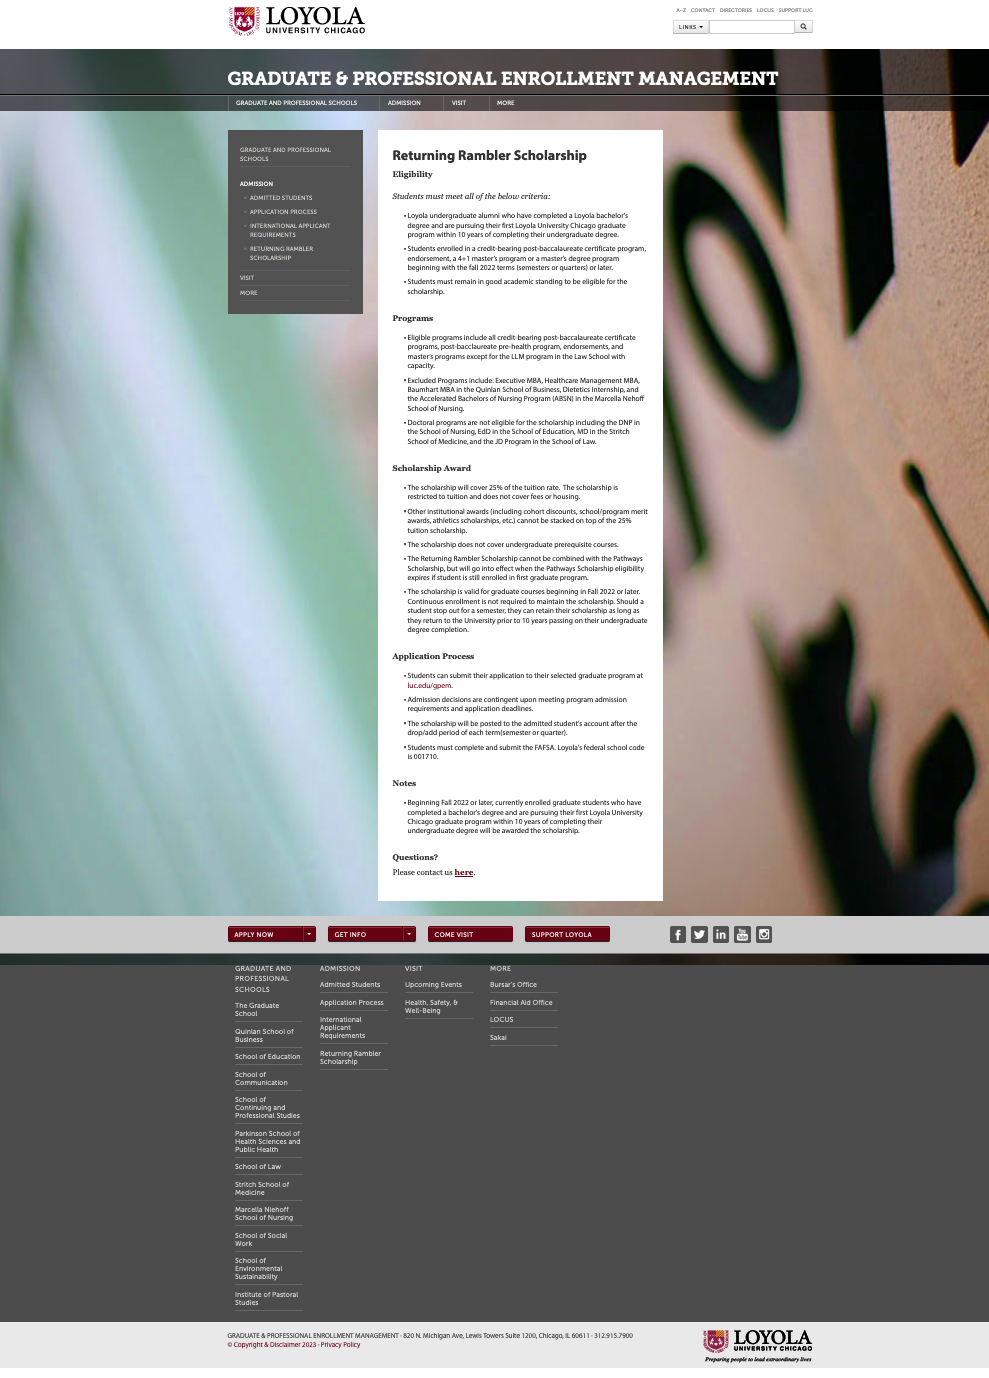 LOYOLA
UNIVERSITY CHICAGO
A–Z CONTACT DIRECTORIES LOCUS SUPPORT LUC
LINKS
GRADUATE & PROFESSIONAL ENROLLMENT MANAGEMENT
GRADUATE AND PROFESSIONAL SCHOOLS ADMISSION VISIT MORE
GRADUATE AND PROFESSIONAL
SCHOOLS
ADMISSION
ADMITTED STUDENTS
APPLICATION PROCESS
INTERNATIONAL APPLICANT
REQUIREMENTS
RETURNING RAMBLER
SCHOLARSHIP
VISIT
MORE
Returning Rambler Scholarship
Eligibility
Students must meet all of the below criteria:
• Loyola undergraduate alumni who have completed a Loyola bachelor's
degree and are pursuing their first Loyola University Chicago graduate
program within 10 years of completing their undergraduate degree.
• Students enrolled in a credit-bearing post-baccalaureate certificate program,
endorsement, a 4+1 master's program or a master's degree program
beginning with the fall 2022 terms (semesters or quarters) or later.
• Students must remain in good academic standing to be eligible for the
scholarship.
Programs
• Eligible programs include all credit-bearing post-baccalaureate certificate
programs, post-bacclaureate pre-health program, endorsements, and
master's programs except for the LLM program in the Law School with
capacity.
• Excluded Programs include: Executive MBA, Healthcare Management MBA,
Baumhart MBA in the Quinlan School of Business, Dietetics Internship, and
the Accelerated Bachelors of Nursing Program (ABSN) in the Marcella Nehoff
School of Nursing.
• Doctoral programs are not eligible for the scholarship including the DNP in
the School of Nursing, EdD in the School of Education, MD in the Stritch
School of Medicine, and the JD Program in the School of Law.
Scholarship Award
• The scholarship will cover 25% of the tuition rate. The scholarship is
restricted to tuition and does not cover fees or housing.
• Other institutional awards (including cohort discounts, school/program merit
awards, athletics scholarships, etc.) cannot be stacked on top of the 25%
tuition scholarship.
• The scholarship does not cover undergraduate prerequisite courses.
• The Returning Rambler Scholarship cannot be combined with the Pathways
Scholarship, but will go into effect when the Pathways Scholarship eligibility
expires if student is still enrolled in first graduate program.
• The scholarship is valid for graduate courses beginning in Fall 2022 or later.
Continuous enrollment is not required to maintain the scholarship. Should a
student stop out for a semester, they can retain their scholarship as long as
they return to the University prior to 10 years passing on their undergraduate
degree completion.
Application Process
• Students can submit their application to their selected graduate program at
luc.edu/gpem.
• Admission decisions are contingent upon meeting program admission
requirements and application deadlines.
• The scholarship will be posted to the admitted student's account after the
drop/add period of each term(semester or quarter).
• Students must complete and submit the FAFSA. Loyola's federal school code
is 001710.
Notes
• Beginning Fall 2022 or later, currently enrolled graduate students who have
completed a bachelor's degree and are pursuing their first Loyola University
Chicago graduate program within 10 years of completing their
undergraduate degree will be awarded the scholarship.
Questions?
Please contact us here.
APPLY NOW GET INFO COME VISIT SUPPORT LOYOLA
GRADUATE AND
PROFESSIONAL
SCHOOLS
The Graduate
School
Quinlan School of
Business
School of Education
School of
Communication
School of
Continuing and
Professional Studies
Parkinson School of
Health Sciences and
Public Health
School of Law
Stritch School of
Medicine
Marcella Niehoff
School of Nursing
School of Social
Work
School of
Environmental
Sustainability
Institute of Pastoral
Studies
ADMISSION
Admitted Students
Application Process
International
Applicant
Requirements
Returning Rambler
Scholarship
VISIT
Upcoming Events
Health, Safety, &
Well-Being
MORE
Bursar's Office
Financial Aid Office
LOCUS
Sakai
GRADUATE & PROFESSIONAL ENROLLMENT MANAGEMENT · 820 N. Michigan Ave, Lewis Towers Suite 1200, Chicago, IL 60611 · 312.915.7900
© Copyright & Disclaimer 2023 · Privacy Policy
LOYOLA
UNIVERSITY CHICAGO
Preparing people to lead extraordinary lives